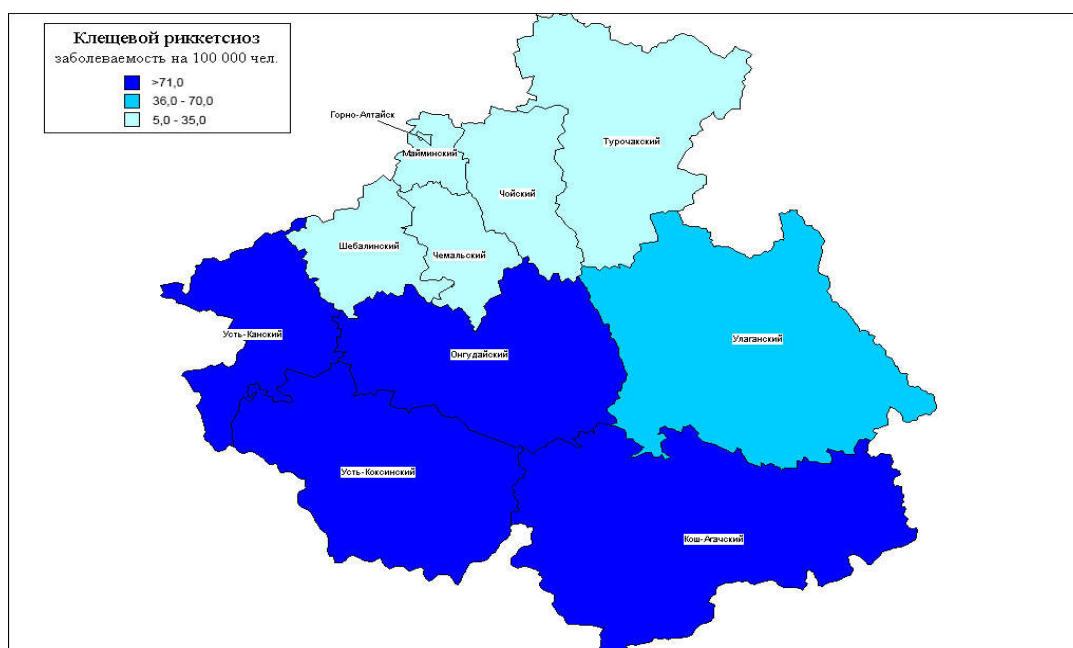 Клещевой риккетсиоз
заболеваемость на 100 000 чел.
>71,0
36,0 - 70,0
5,0 - 35,0
Горно-Алтайск
Майминский
Турочакский
Чойский
Шебалинский
Чемальский
Усть-Канский
Онгудайский
Улаганский
Усть-Коксинский
Кош-Агачский